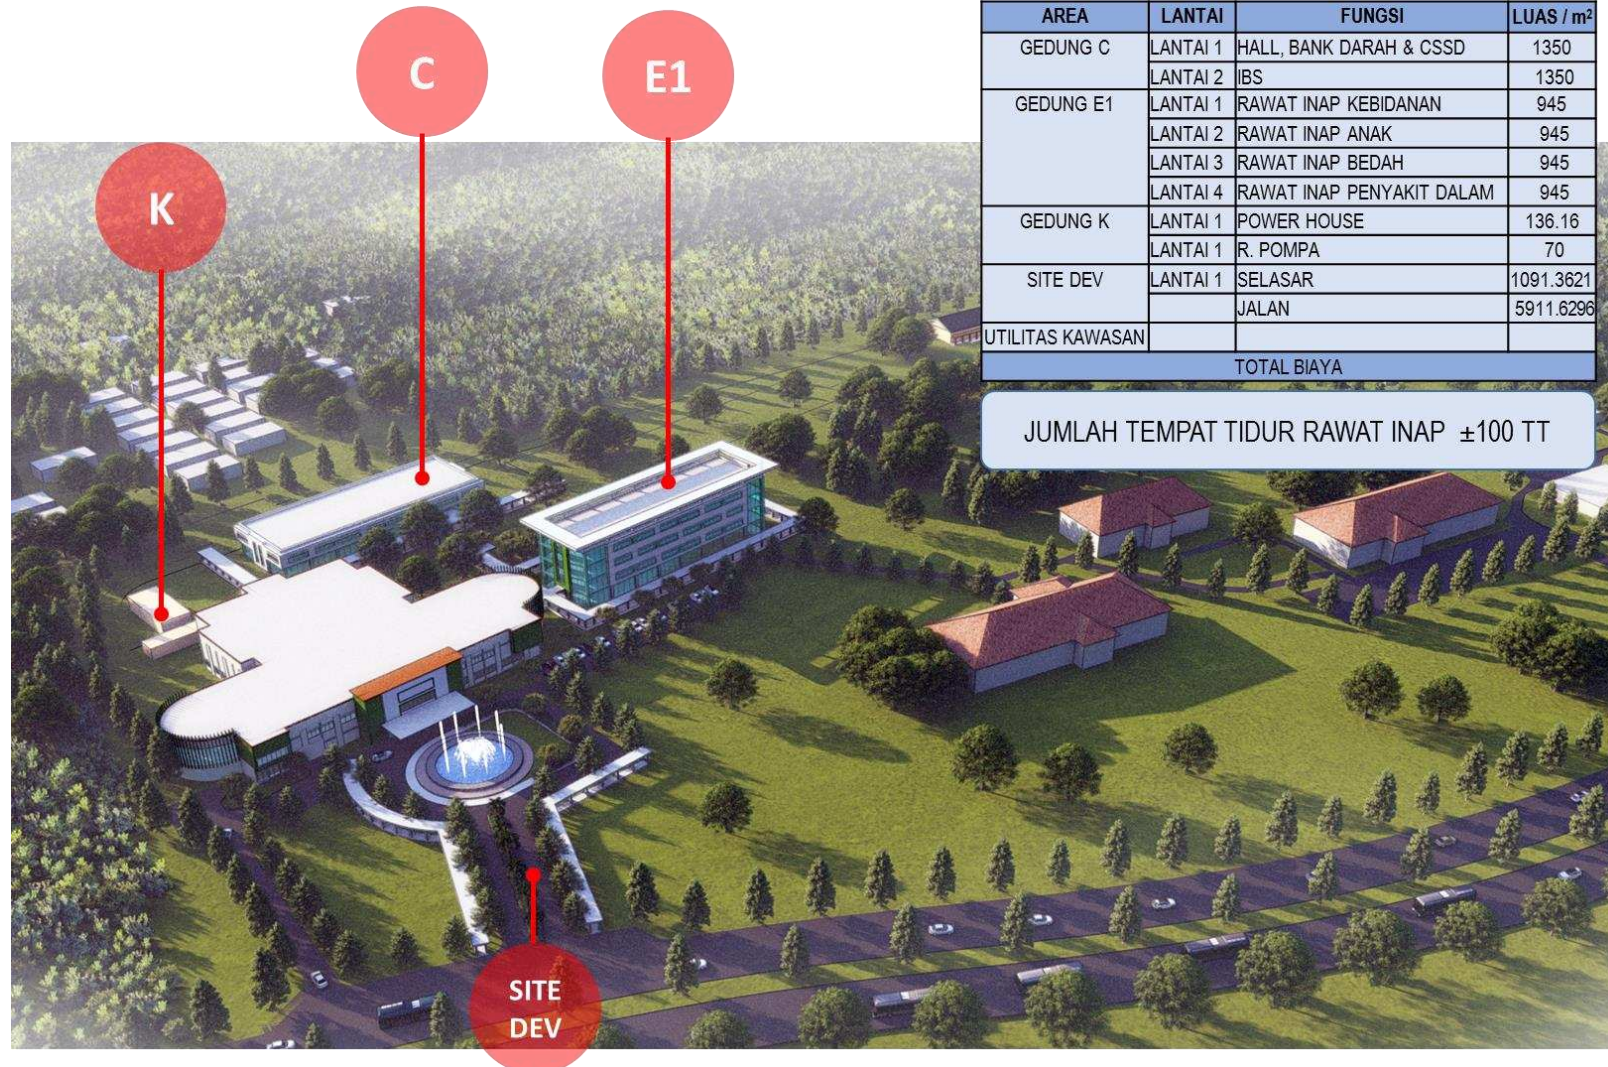 C
E1
K
AREA LANTAI FUNGSI LUAS / m²
GEDUNG C LANTAI 1 HALL, BANK DARAH & CSSD 1350
LANTAI 2 IBS 1350
GEDUNG E1 LANTAI 1 RAWAT INAP KEBIDANAN 945
LANTAI 2 RAWAT INAP ANAK 945
LANTAI 3 RAWAT INAP BEDAH 945
LANTAI 4 RAWAT INAP PENYAKIT DALAM 945
GEDUNG K LANTAI 1 POWER HOUSE 136.16
LANTAI 1 R. POMPA 70
SITE DEV LANTAI 1 SELASAR 1091.3621
JALAN 5911.6296
UTILITAS KAWASAN
TOTAL BIAYA
JUMLAH TEMPAT TIDUR RAWAT INAP ±100 TT
SITE
DEV